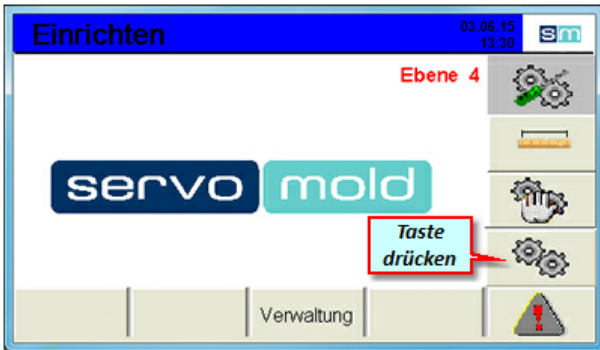 Einrichten
03.06.15
13:30
sm
Ebene 4
servo mold
Taste
drücken
Verwaltung